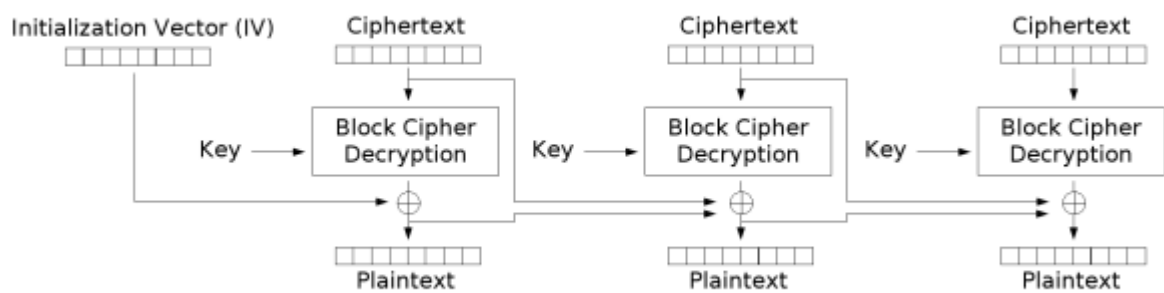 Initialization Vector (IV)
Ciphertext
Ciphertext
Ciphertext
Key
Block Cipher
Decryption
Key
Block Cipher
Decryption
Key
Block Cipher
Decryption
Plaintext
Plaintext
Plaintext